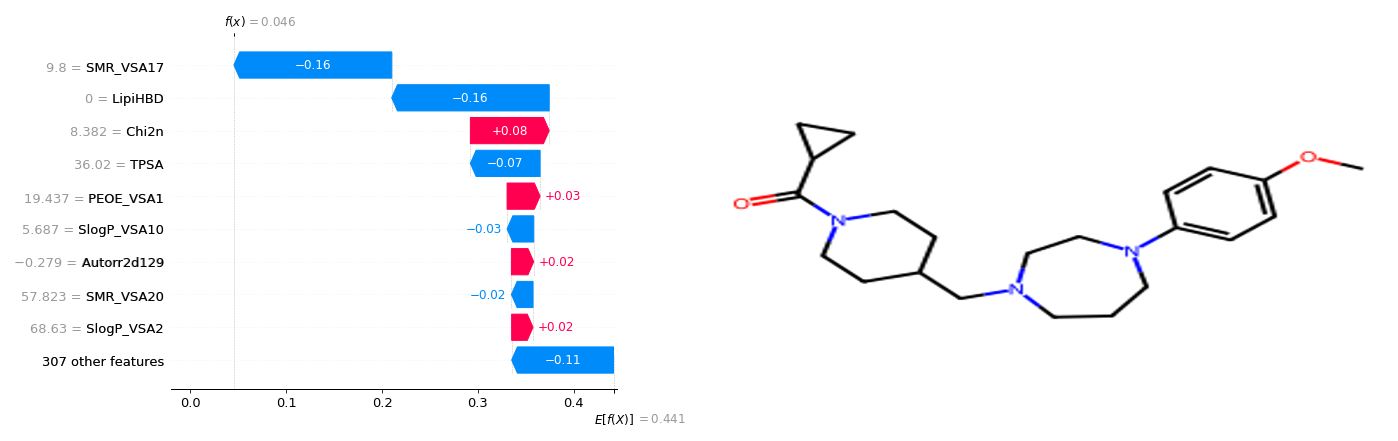 f(x) = 0.046
9.8 = SMR_VSA17
−0.16
0 = LipiHBD
−0.16
8.382 = Chi2n
+0.08
36.02 = TPSA
−0.07
19.437 = PEOE_VSA1
+0.03
5.687 = SlogP_VSA10
−0.03
−0.279 = Autorr2d129
+0.02
57.823 = SMR_VSA20
−0.02
68.63 = SlogP_VSA2
+0.02
307 other features
−0.11
0.0 0.1 0.2 0.3 0.4
E[f(X)] = 0.441
O
N
N
N
O